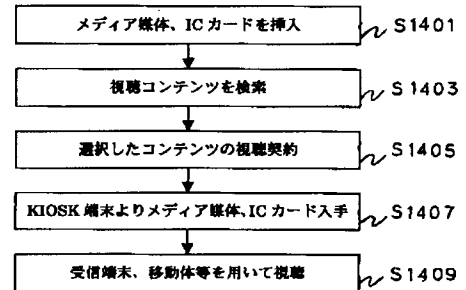 メディア媒体、ICカードを挿入 S1401
視聴コンテンツを検索 S1403
選択したコンテンツの視聴契約 S1405
KIOSK端末よりメディア媒体、ICカード入手 S1407
受信端末、移動体等を用いて視聴 S1409